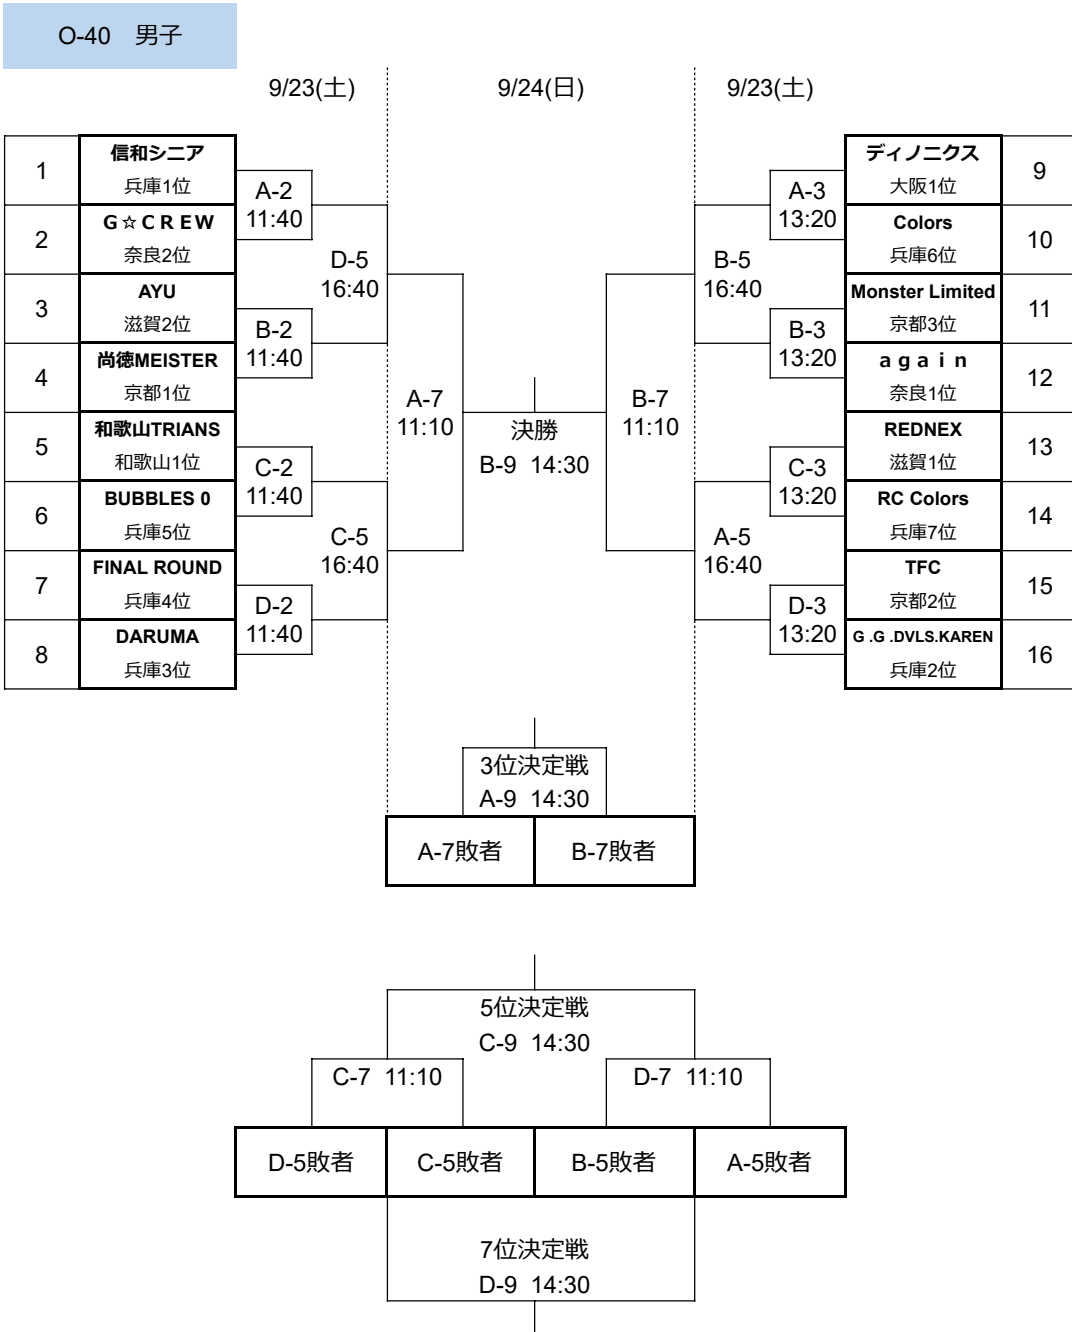 O-40　男子
9/23(土)
9/24(日)
9/23(土)
1
信和シニア
兵庫1位
2
Ｇ☆ＣＲＥＷ
奈良2位
3
AYU
滋賀2位
4
尚徳MEISTER
京都1位
5
和歌山TRIANS
和歌山1位
6
BUBBLES 0
兵庫5位
7
FINAL ROUND
兵庫4位
8
DARUMA
兵庫3位
A-2
11:40
B-2
11:40
C-2
11:40
D-2
11:40
D-5
16:40
C-5
16:40
A-7
11:10
決勝
B-9 14:30
B-7
11:10
B-5
16:40
A-5
16:40
A-3
13:20
B-3
13:20
C-3
13:20
D-3
13:20
ディノニクス
大阪1位
9
Colors
兵庫6位
10
Monster Limited
京都3位
11
ａｇａｉｎ
奈良1位
12
REDNEX
滋賀1位
13
RC Colors
兵庫7位
14
TFC
京都2位
15
G .G .DVLS.KAREN
兵庫2位
16
3位決定戦
A-9 14:30
A-7敗者
B-7敗者
5位決定戦
C-9 14:30
C-7 11:10
D-7 11:10
D-5敗者
C-5敗者
B-5敗者
A-5敗者
7位決定戦
D-9 14:30